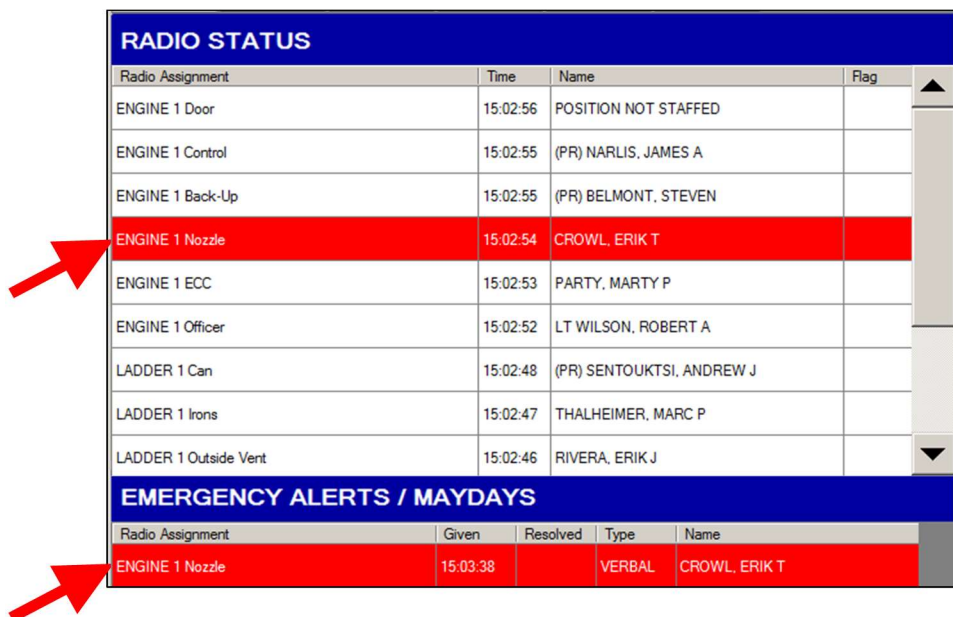 RADIO STATUS
Radio Assignment Time Name Flag
ENGINE 1 Door 15:02:56 POSITION NOT STAFFED
ENGINE 1 Control 15:02:55 (PR) NARLIS, JAMES A
ENGINE 1 Back-Up 15:02:55 (PR) BELMONT, STEVEN
ENGINE 1 Nozzle 15:02:54 CROWL, ERIK T
ENGINE 1 ECC 15:02:53 PARTY, MARTY P
ENGINE 1 Officer 15:02:52 LT WILSON, ROBERT A
LADDER 1 Can 15:02:48 (PR) SENTOUKTSI, ANDREW J
LADDER 1 Irons 15:02:47 THALHEIMER, MARC P
LADDER 1 Outside Vent 15:02:46 RIVERA, ERIK J
EMERGENCY ALERTS / MAYDAYS
Radio Assignment Given Resolved Type Name
ENGINE 1 Nozzle 15:03:38 VERBAL CROWL, ERIK T